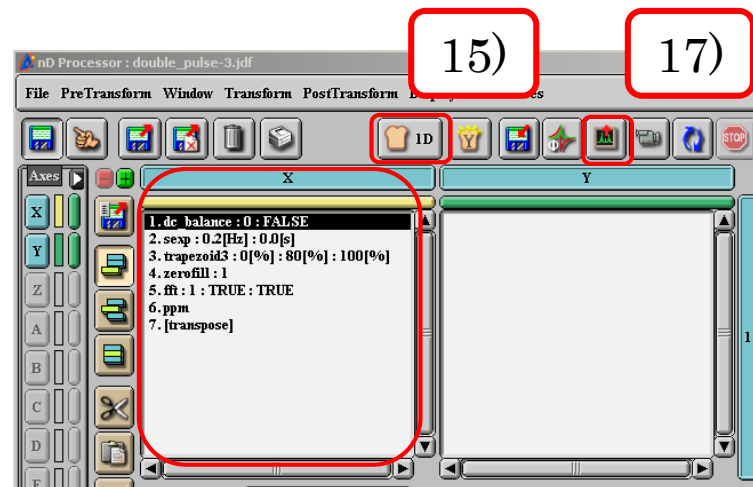 15)
17)
nD Processor : double_pulse-3.jdf
File PreTransform Window Transform PostTransform
1D
STOP
Axes
X
Y
X
1. dc_balance : 0 : FALSE
2. sexp : 0.2[Hz] : 0.0[s]
3. trapezoid3 : 0[%] : 80[%] : 100[%]
4. zerofill : 1
5. fft : 1 : TRUE : TRUE
6. ppm
7. [transpose]
Y
Z
A
B
C
D
E
1